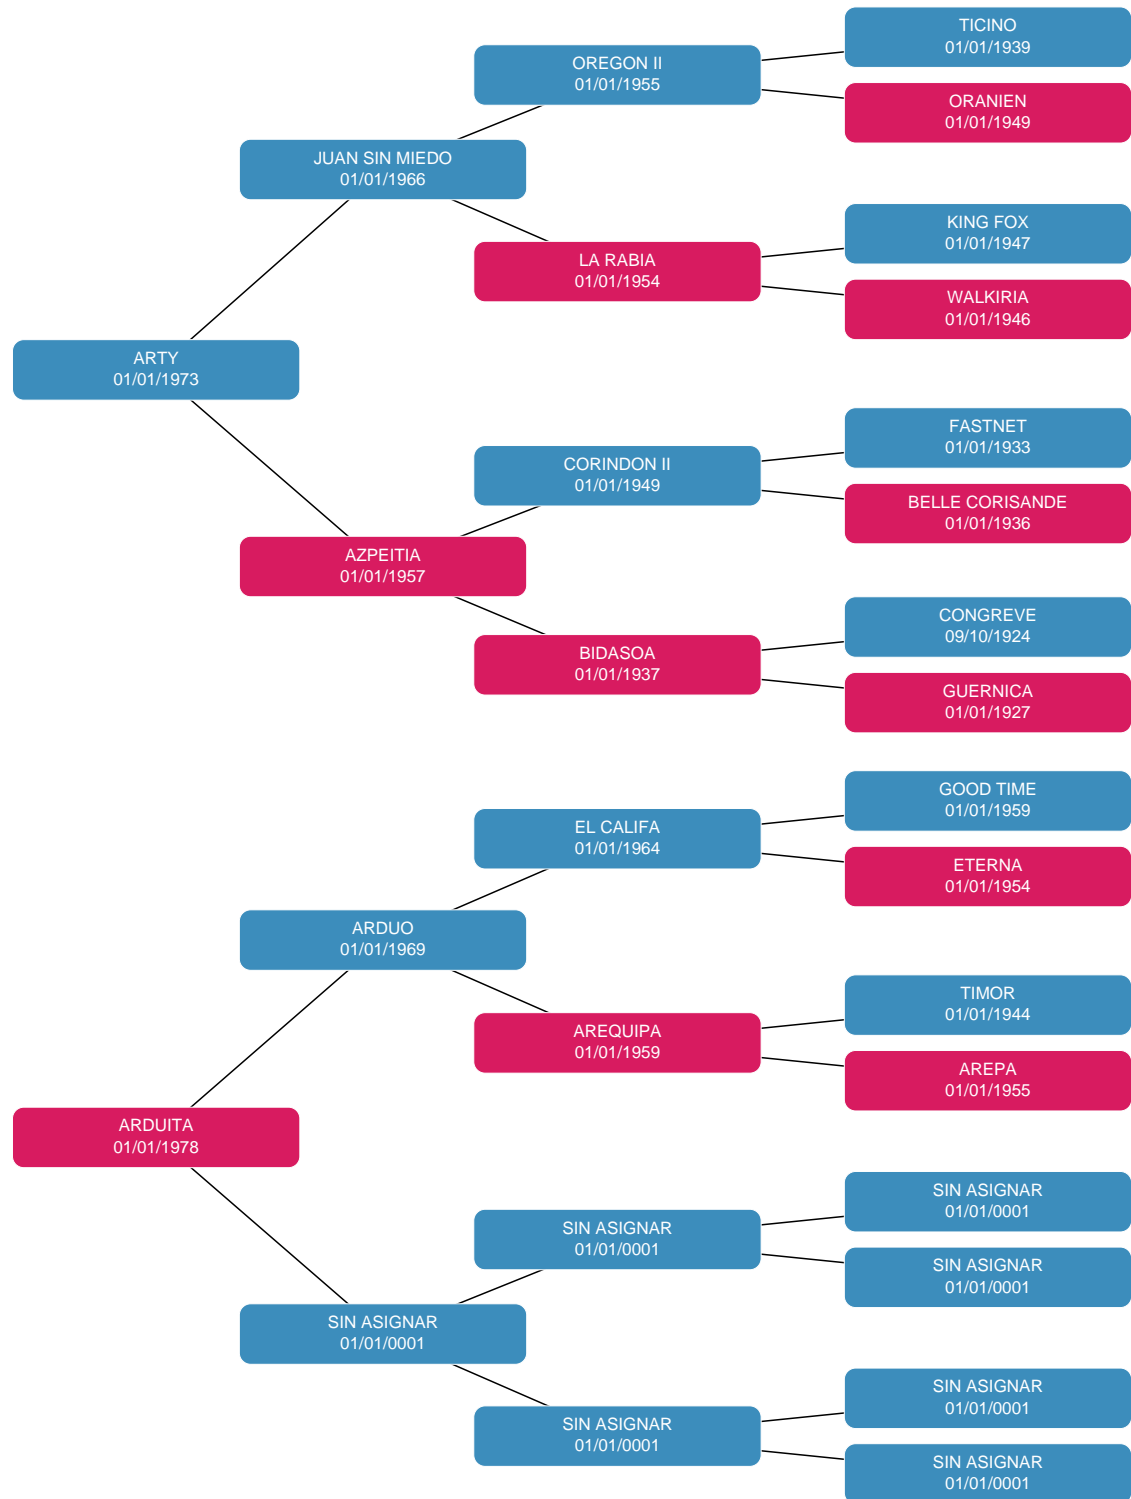 TICINO
01/01/1939
OREGON II
01/01/1955
ORANIEN
01/01/1949
JUAN SIN MIEDO
01/01/1966
KING FOX
01/01/1947
LA RABIA
01/01/1954
WALKIRIA
01/01/1946
ARTY
01/01/1973
FASTNET
01/01/1933
CORINDON II
01/01/1949
BELLE CORISANDE
01/01/1936
AZPEITIA
01/01/1957
CONGREVE
09/10/1924
BIDASOA
01/01/1937
GUERNICA
01/01/1927
GOOD TIME
01/01/1959
EL CALIFA
01/01/1964
ETERNA
01/01/1954
ARDUO
01/01/1969
TIMOR
01/01/1944
AREQUIPA
01/01/1959
AREPA
01/01/1955
ARDUITA
01/01/1978
SIN ASIGNAR
01/01/0001
SIN ASIGNAR
01/01/0001
SIN ASIGNAR
01/01/0001
SIN ASIGNAR
01/01/0001
SIN ASIGNAR
01/01/0001
SIN ASIGNAR
01/01/0001
SIN ASIGNAR
01/01/0001